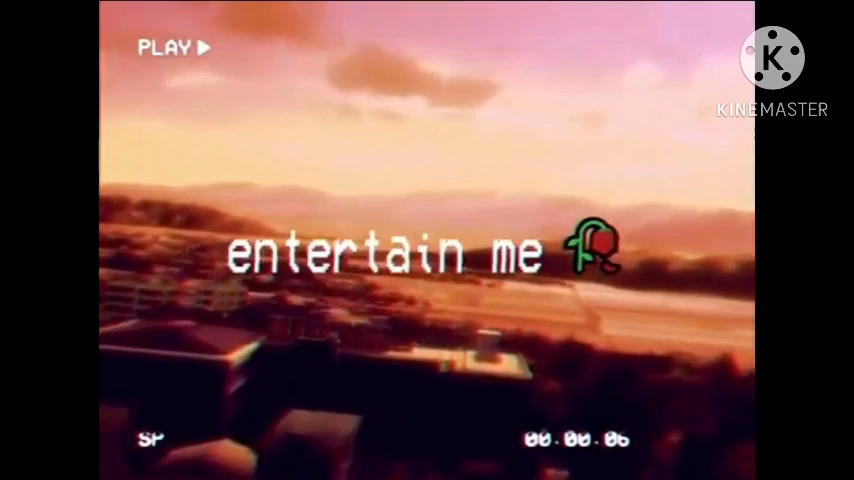 PLAY
K
KINEMASTER
entertain me 🥀
SP
00.00.06